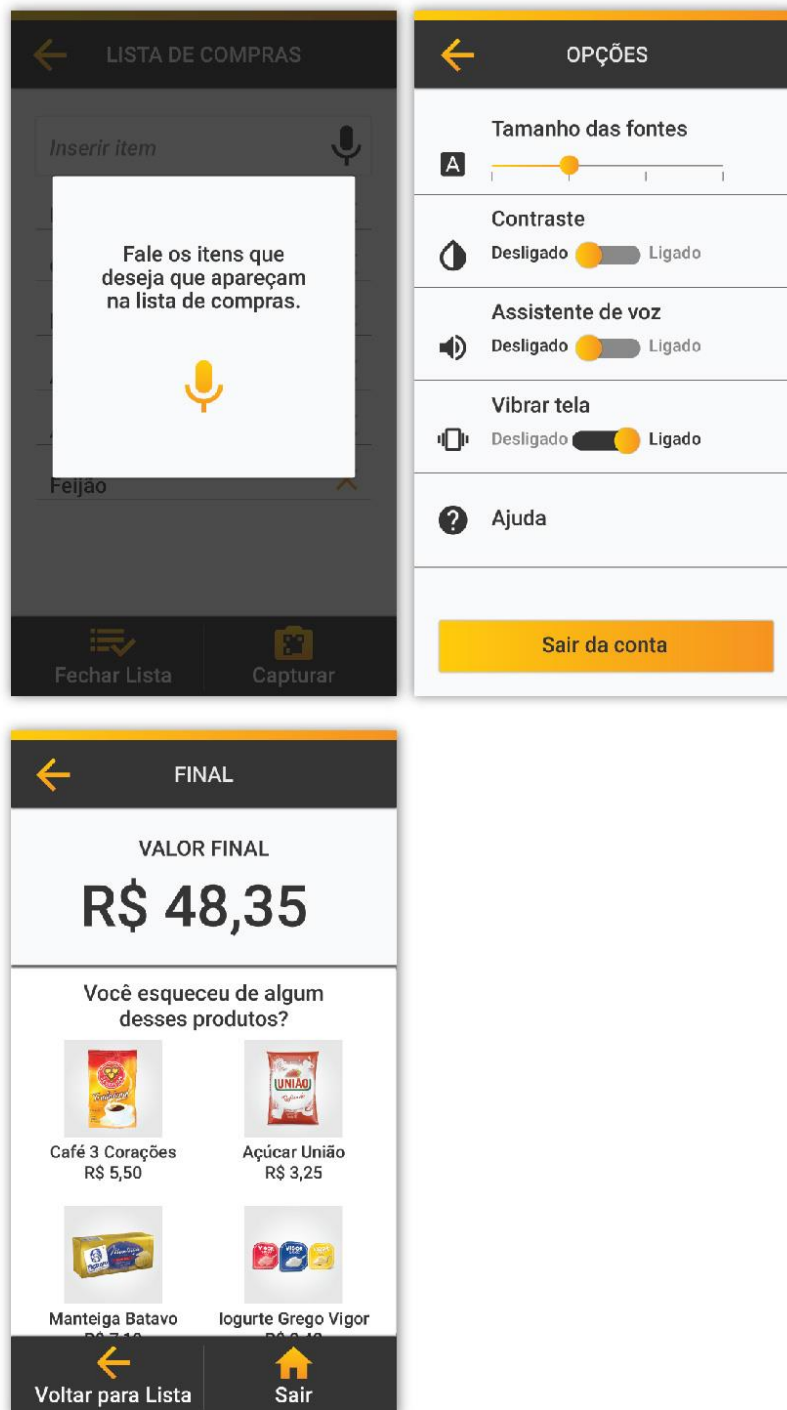 LISTA DE COMPRAS
Inserir item
Fale os itens que
deseja que apareçam
na lista de compras.
Feijão
Fechar Lista
Capturar
OPÇÕES
Tamanho das fontes
A
Contraste
Desligado Ligado
Assistente de voz
Desligado Ligado
Vibrar tela
Desligado Ligado
? Ajuda
Sair da conta
FINAL
VALOR FINAL
R$ 48,35
Você esqueceu de algum
desses produtos?
UNIÃO
VIGOR VIGOR
Café 3 Corações
R$ 5,50
Açúcar União
R$ 3,25
Manteiga Batavo
Iogurte Grego Vigor
Voltar para Lista
Sair